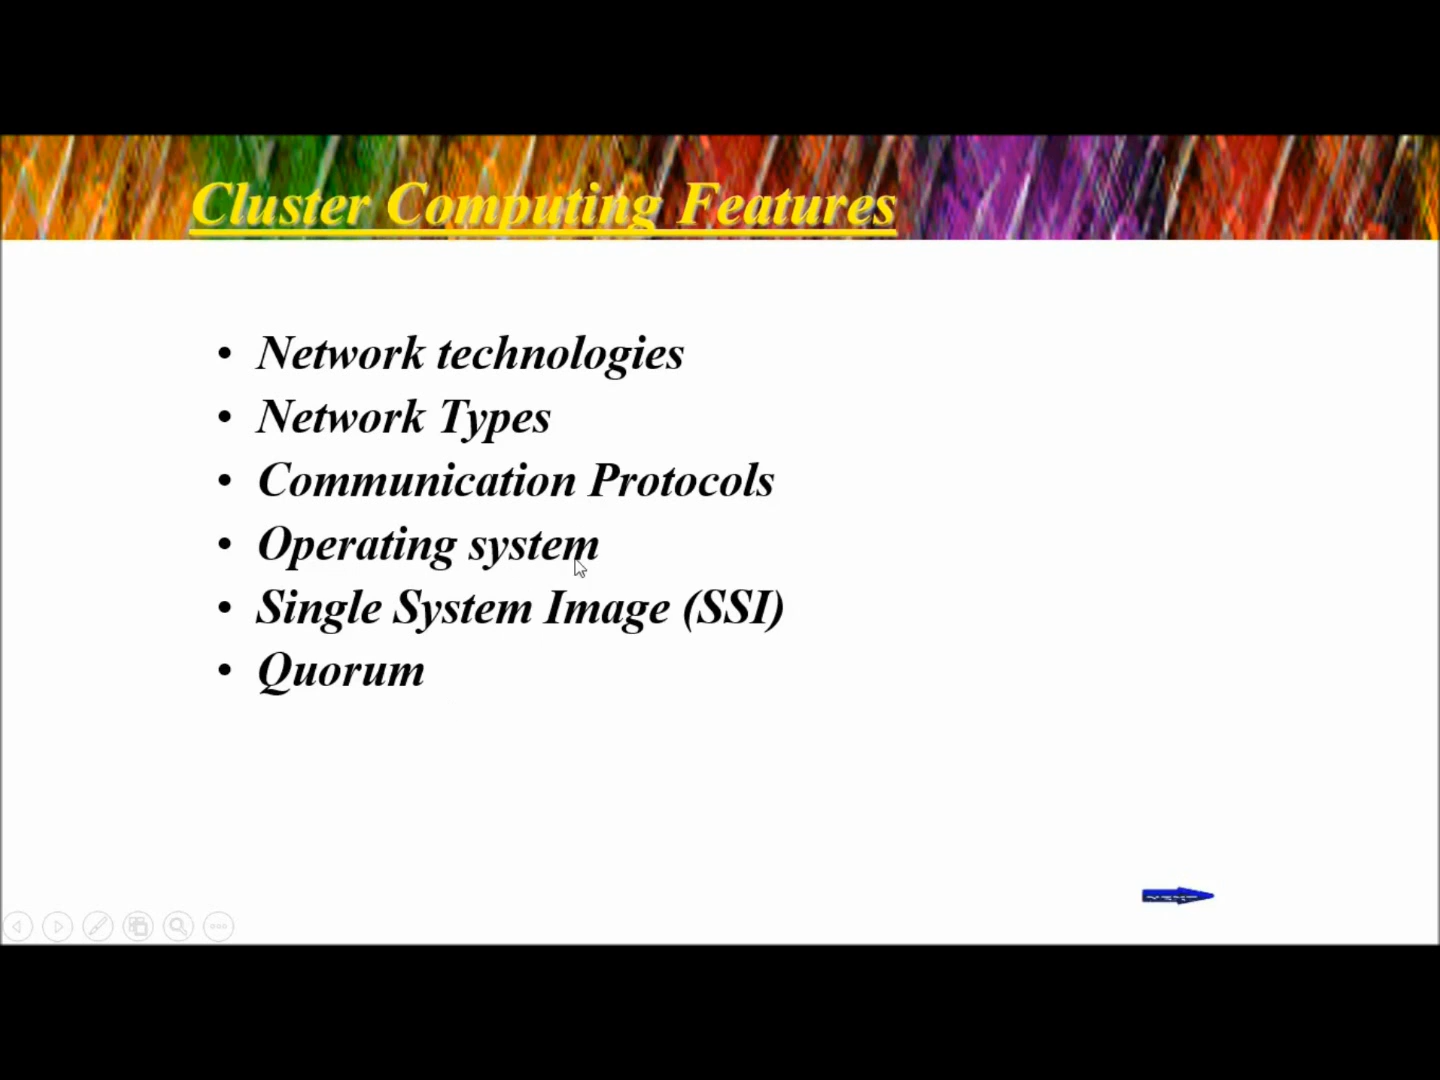 Cluster Computing Features
• Network technologies
• Network Types
• Communication Protocols
• Operating system
• Single System Image (SSI)
• Quorum